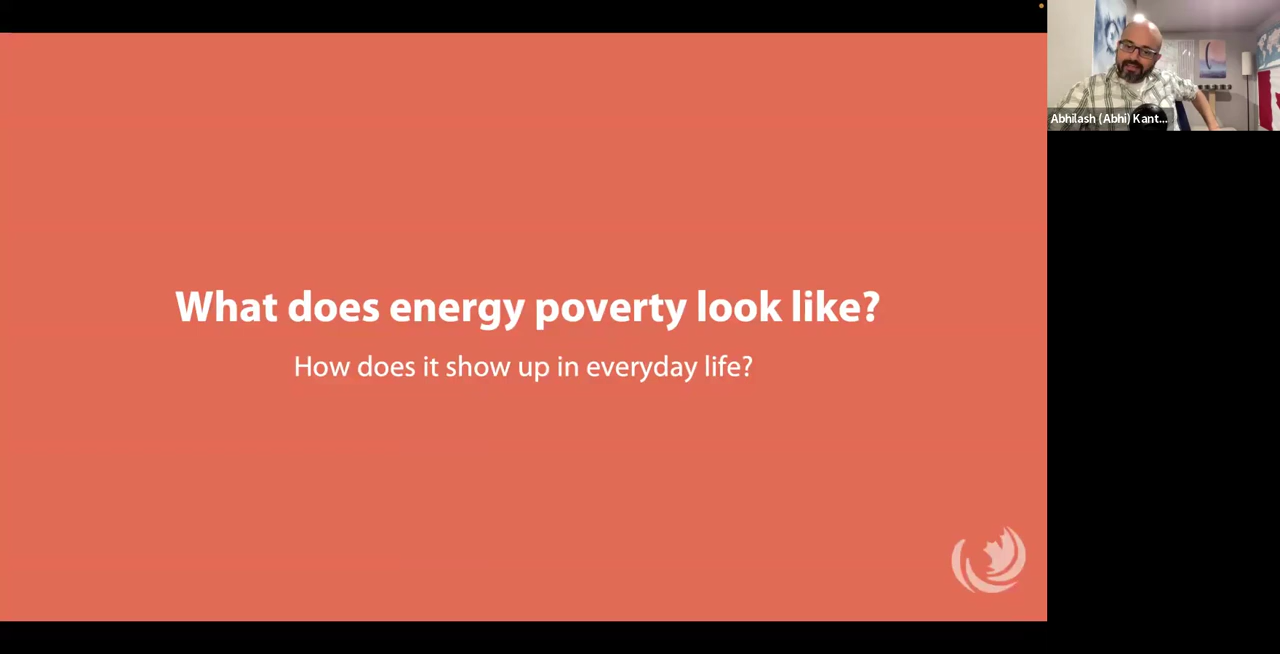 What does energy poverty look like?
How does it show up in everyday life?
Abhilash (Abhi) Kant...